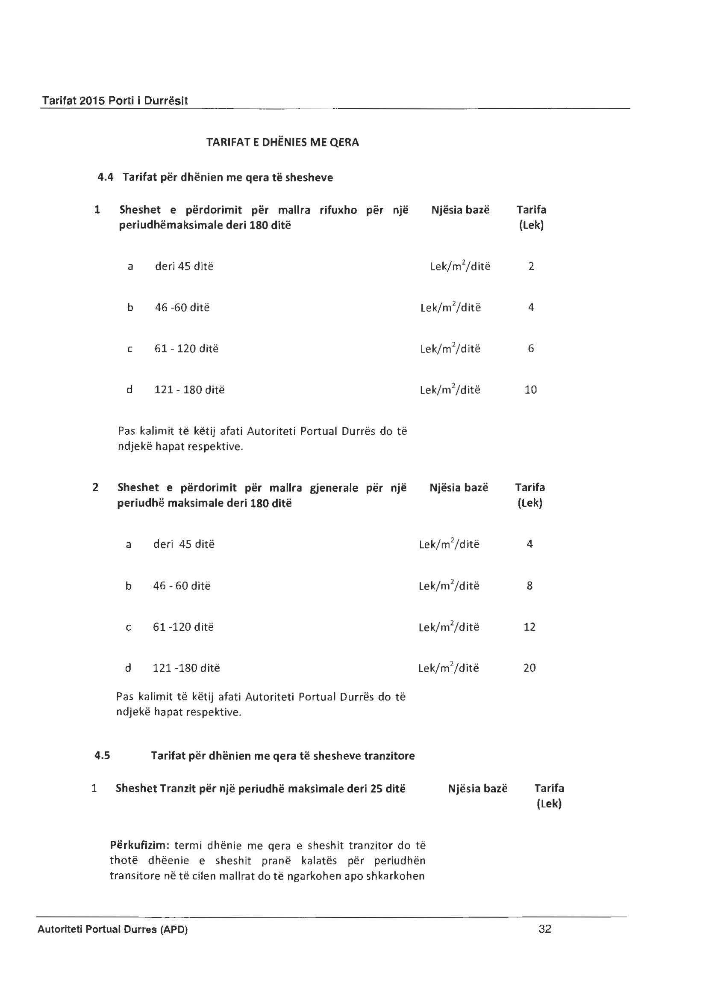 Tarifat 2015 Porti i Durrësit
TARIFAT E DHËNIES ME QERA
4.4 Tarifat për dhënien me qera të shesheve
1 Sheshet e përdorimit për mallra rifuxho për një Njësia bazë Tarifa
periudhëmaksimale deri 180 ditë (Lek)
a deri 45 ditë Lek/m²/ditë 2
b 46 -60 ditë Lek/m²/ditë 4
c 61 - 120 ditë Lek/m²/ditë 6
d 121 - 180 ditë Lek/m²/ditë 10
Pas kalimit të këtij afati Autoriteti Portual Durrës do të
ndjekë hapat respektive.
2 Sheshet e përdorimit për mallra gjenerale për një Njësia bazë Tarifa
periudhë maksimale deri 180 ditë (Lek)
a deri 45 ditë Lek/m²/ditë 4
b 46 - 60 ditë Lek/m²/ditë 8
c 61 -120 ditë Lek/m²/ditë 12
d 121 -180 ditë Lek/m²/ditë 20
Pas kalimit të këtij afati Autoriteti Portual Durrës do të
ndjekë hapat respektive.
4.5 Tarifat për dhënien me qera të shesheve tranzitore
1 Sheshet Tranzit për një periudhë maksimale deri 25 ditë Njësia bazë Tarifa
(Lek)
Përkufizim: termi dhënie me qera e sheshit tranzitor do të
thotë dhëenie e sheshit pranë kalatës për periudhën
transitore në të cilen mallrat do të ngarkohen apo shkarkohen
Autoriteti Portual Durres (APD) 32